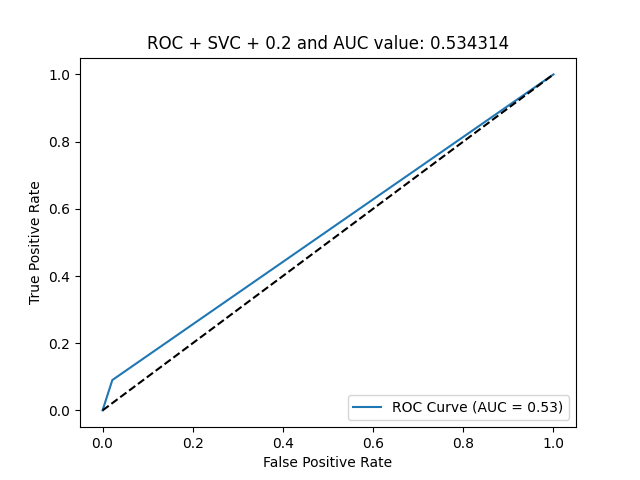 ROC + SVC + 0.2 and AUC value: 0.534314
1.0
0.8
0.6
0.4
0.2
0.0
True Positive Rate
ROC Curve (AUC = 0.53)
0.0 0.2 0.4 0.6 0.8 1.0
False Positive Rate